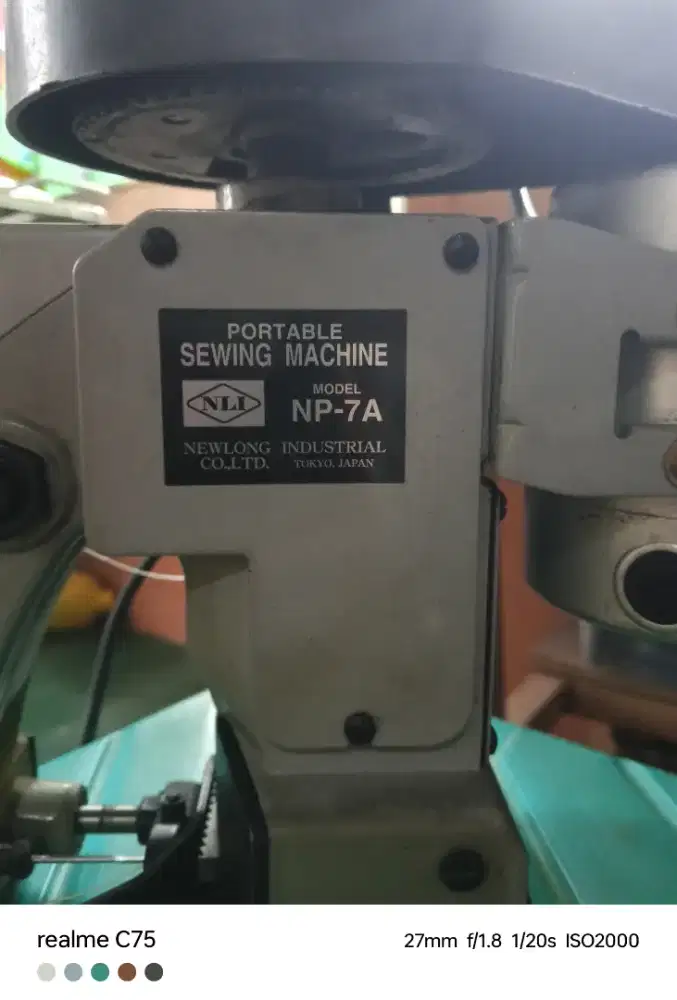 PORTABLE
SEWING MACHINE
NLI
MODEL
NP-7A
NEWLONG INDUSTRIAL
CO.,LTD. TOKYO, JAPAN
realme C75
27mm f/1.8 1/20s ISO2000